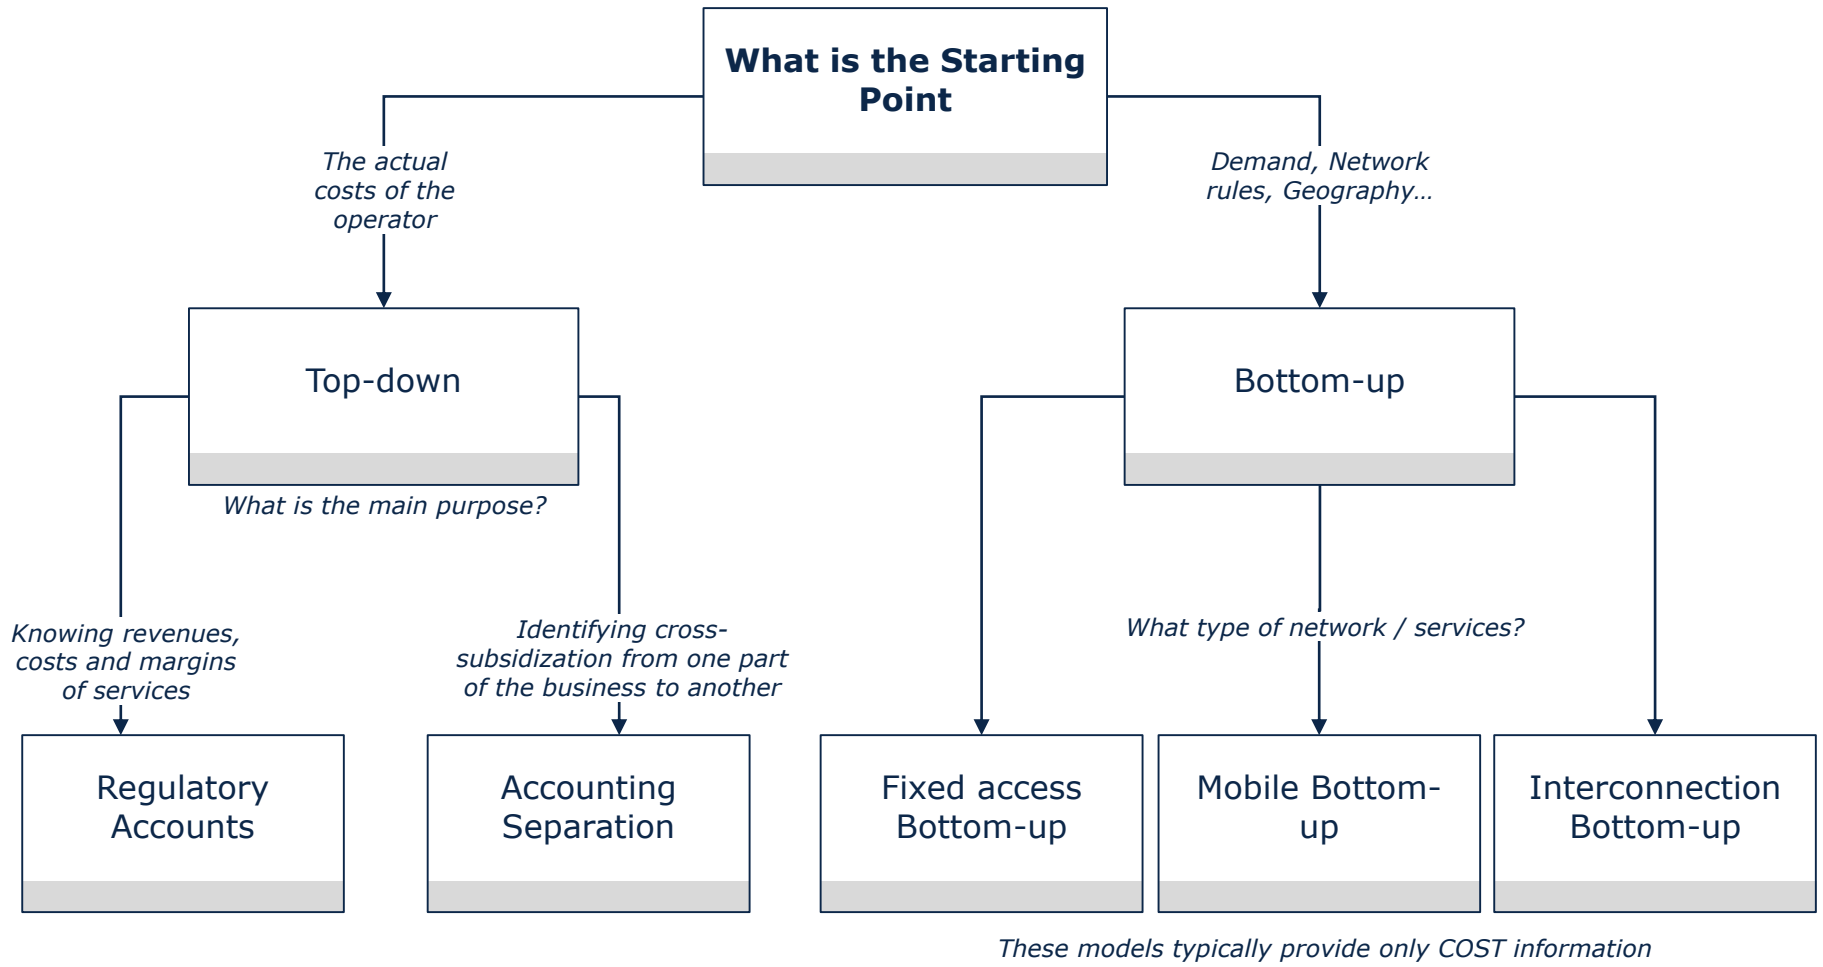 What is the Starting
Point
The actual
costs of the
operator
Demand, Network
rules, Geography…
Top-down
Bottom-up
What is the main purpose?
Knowing revenues,
costs and margins
of services
Identifying cross-
subsidization from one part
of the business to another
What type of network / services?
Regulatory
Accounts
Accounting
Separation
Fixed access
Bottom-up
Mobile Bottom-
up
Interconnection
Bottom-up
These models typically provide only COST information